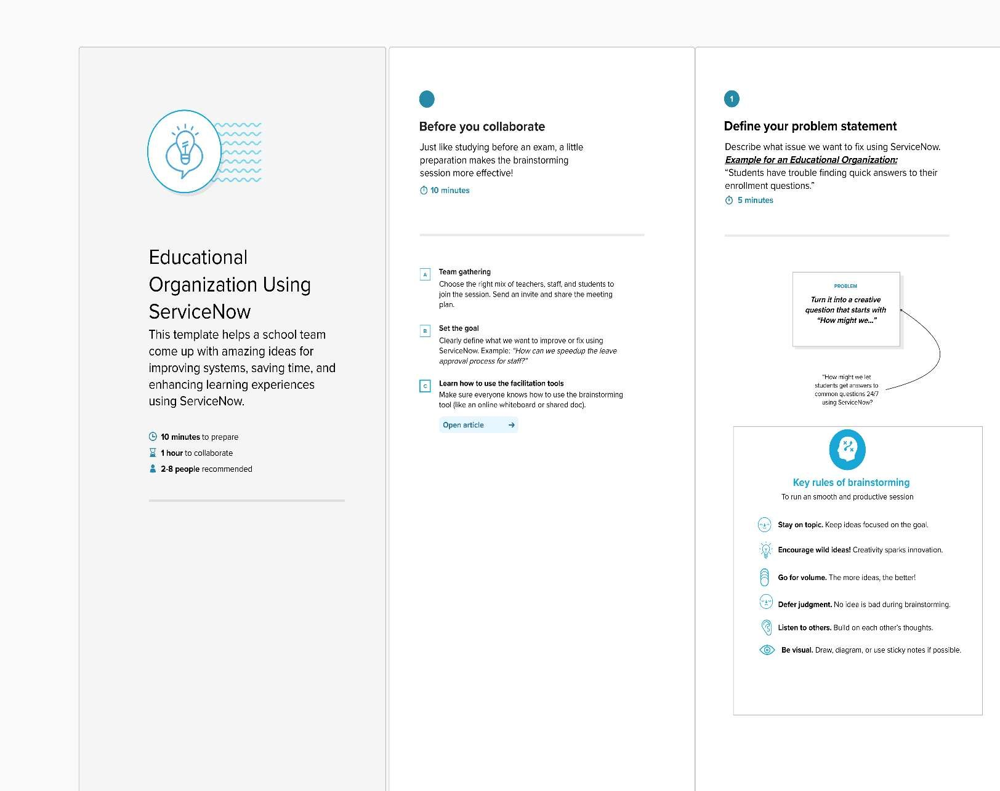 Educational
Organization Using
ServiceNow
This template helps a school team
come up with amazing ideas for
improving systems, saving time, and
enhancing learning experiences
using ServiceNow.
10 minutes to prepare
1 hour to collaborate
2-8 people recommended
Before you collaborate
Just like studying before an exam, a little
preparation makes the brainstorming
session more effective!
10 minutes
A
Team gathering
Choose the right mix of teachers, staff, and students to
join the session. Send an invite and share the meeting
plan.
B
Set the goal
Clearly define what we want to improve or fix using
ServiceNow. Example: “How can we speedup the leave
approval process for staff?”
C
Learn how to use the facilitation tools
Make sure everyone knows how to use the brainstorming
tool (like an online whiteboard or shared doc).
Open article
1
Define your problem statement
Describe what issue we want to fix using ServiceNow.
Example for an Educational Organization:
“Students have trouble finding quick answers to their
enrollment questions.”
5 minutes
PROBLEM
Turn it into a creative
question that starts with
“How might we...”
“How might we let
students get answers to
common questions 24/7
using ServiceNow?
Key rules of brainstorming
To run an smooth and productive session
Stay on topic. Keep ideas focused on the goal.
Encourage wild ideas! Creativity sparks innovation.
Go for volume. The more ideas, the better!
Defer judgment. No idea is bad during brainstorming.
Listen to others. Build on each other’s thoughts.
Be visual. Draw, diagram, or use sticky notes if possible.